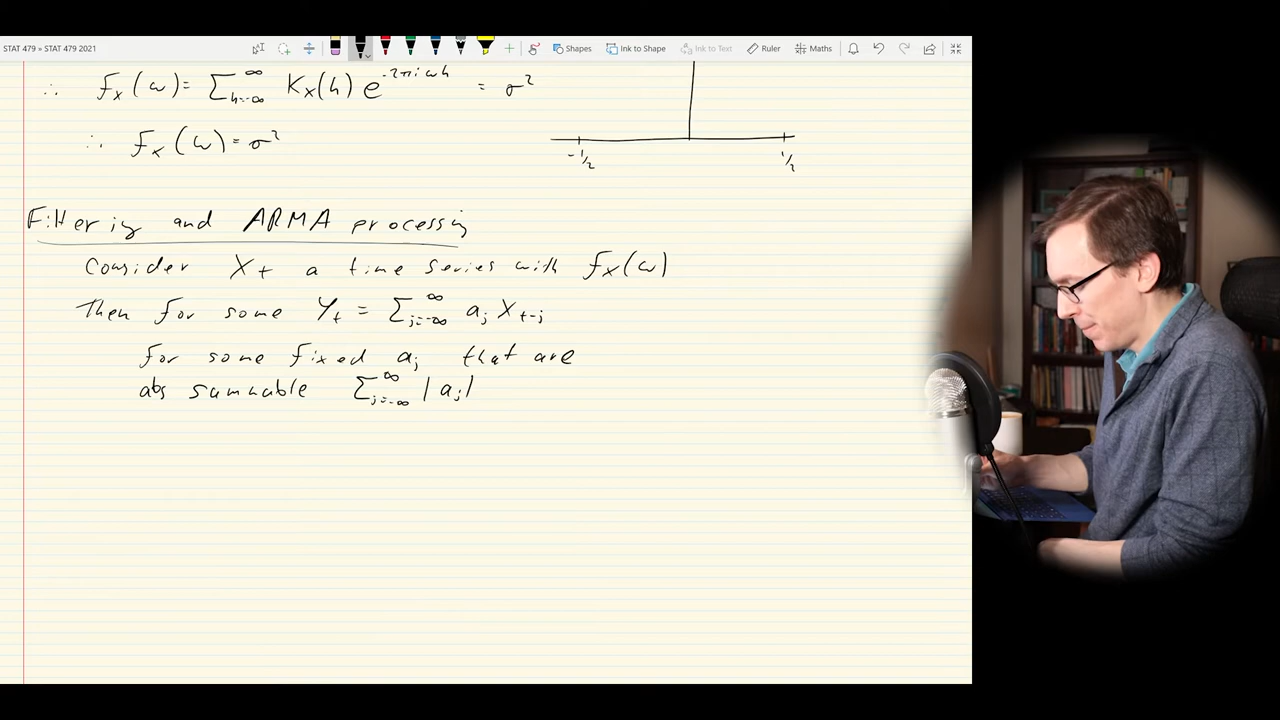 STAT 479 » STAT 479 2021
Shapes Ink to Shape Ink to Text Ruler Maths
∴ fx(ω) = ∑_{h=-∞}^{∞} Kx(h) e^{-2πiωh} = σ²
∴ fx(ω) = σ²
-1/2 1/2
Filtering and ARMA processing
Consider Xt a time series with fx(ω)
Then for some Yt = ∑_{j=-∞}^{∞} aj Xt-j
for some fixed aj that are
abs summable ∑_{j=-∞}^{∞} |aj|